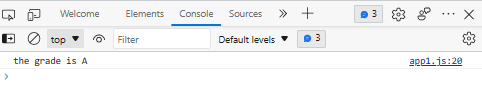 Welcome Elements Console Sources 3
top Filter Default levels 3
the grade is A app1.js:20